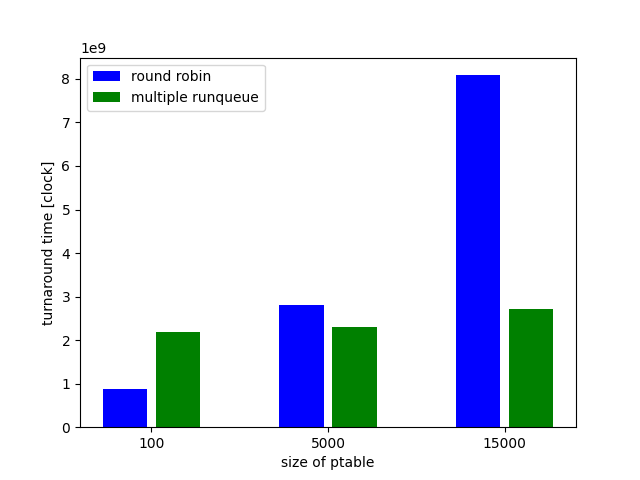 1e9
round robin
multiple runqueue
turnaround time [clock]
8
7
6
5
4
3
2
1
0
100 5000 15000
size of ptable